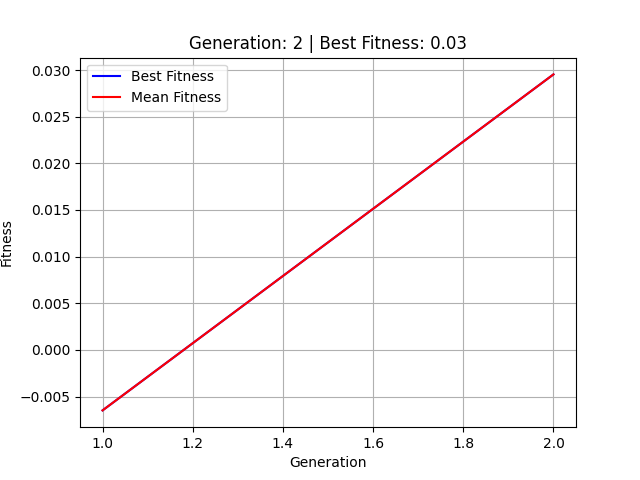 Generation: 2 | Best Fitness: 0.03
Best Fitness
Mean Fitness
0.030
0.025
0.020
0.015
0.010
0.005
0.000
−0.005
Fitness
1.0 1.2 1.4 1.6 1.8 2.0
Generation